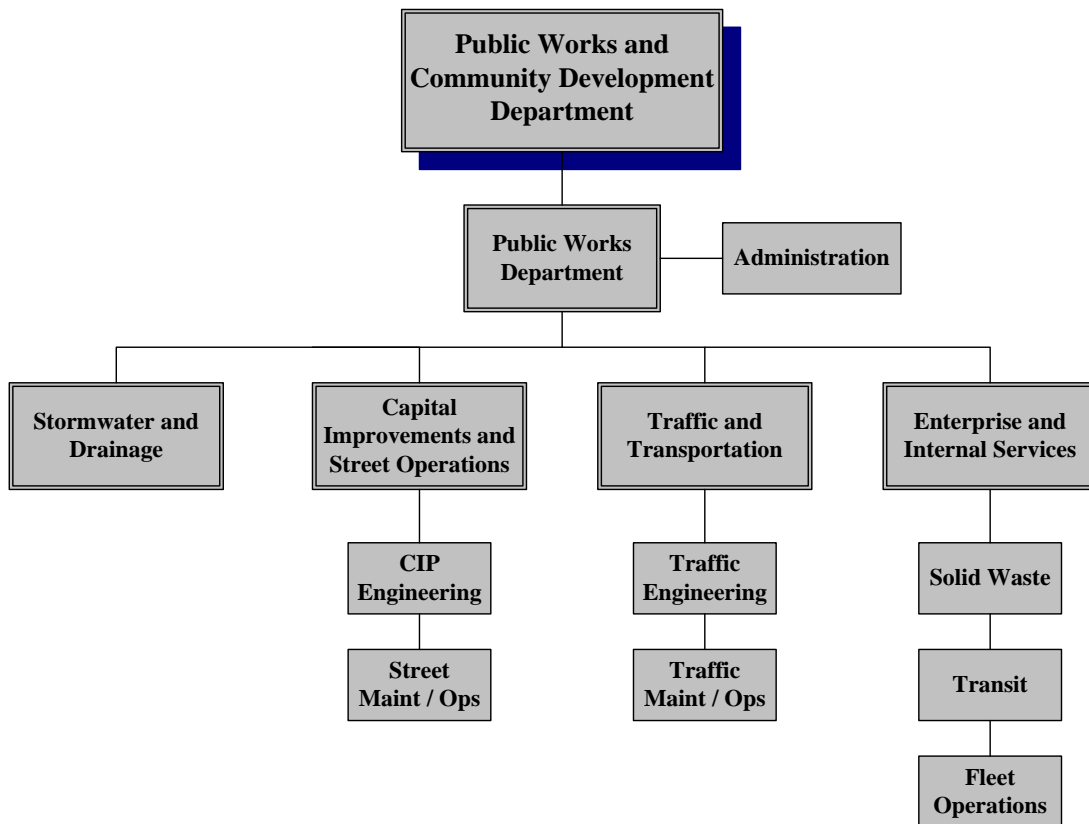 Public Works and
Community Development
Department
Public Works
Department
Administration
Stormwater and
Drainage
Capital
Improvements and
Street Operations
Traffic and
Transportation
Enterprise and
Internal Services
CIP
Engineering
Traffic
Engineering
Solid Waste
Street
Maint / Ops
Traffic
Maint / Ops
Transit
Fleet
Operations